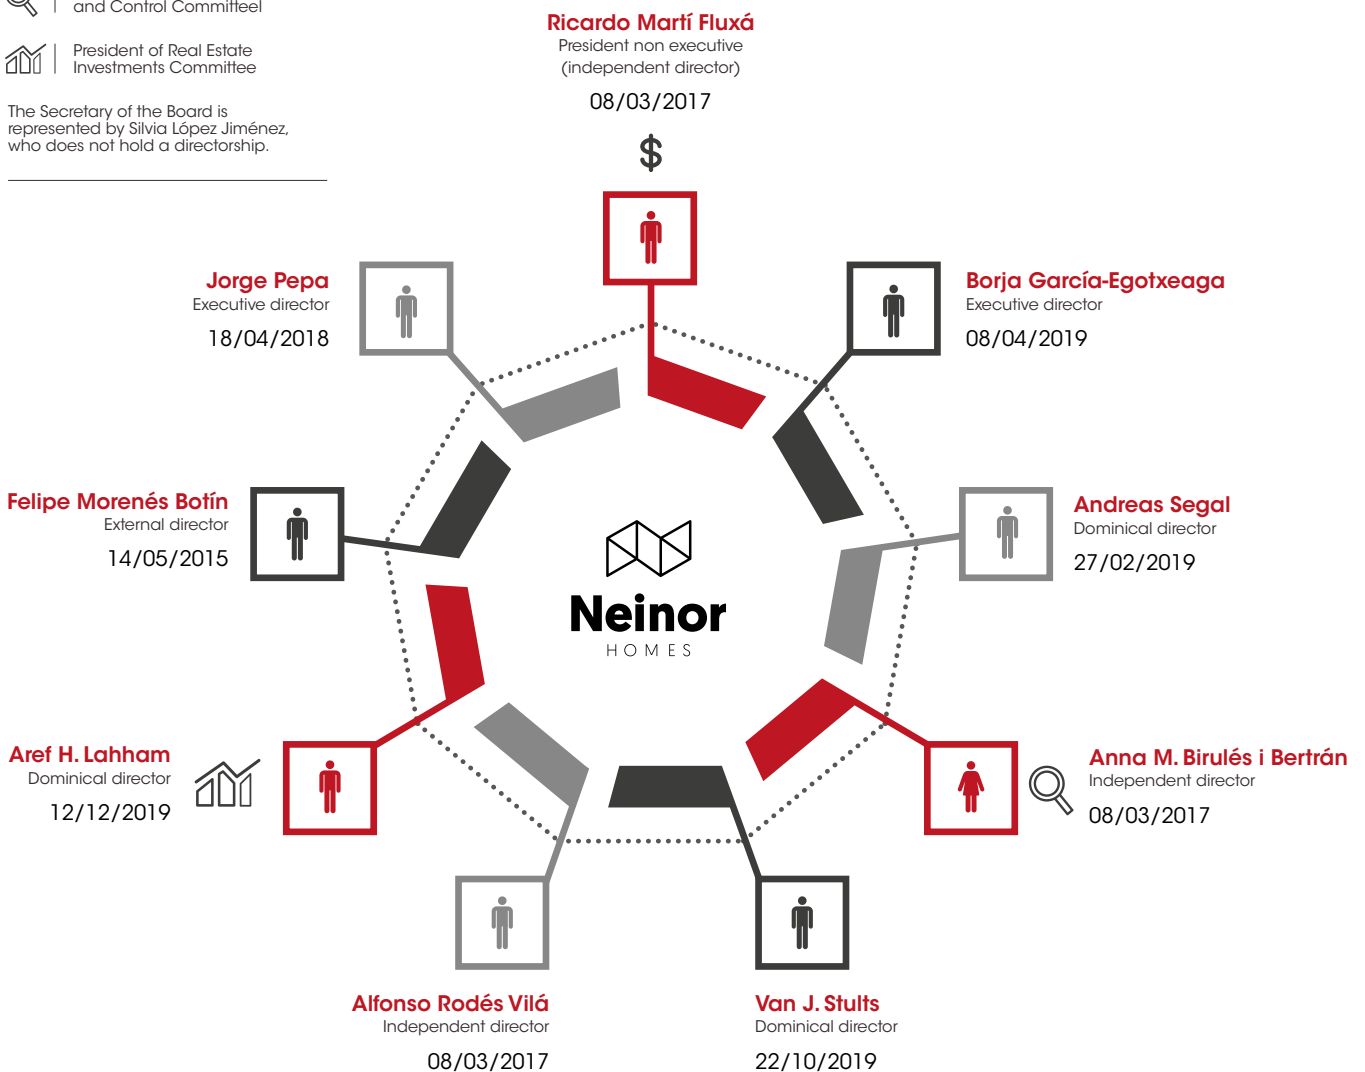 and Control Committeel
President of Real Estate
Investments Committee
The Secretary of the Board is
represented by Silvia López Jiménez,
who does not hold a directorship.
Ricardo Martí Fluxá
President non executive
(independent director)
08/03/2017
$
Jorge Pepa
Executive director
18/04/2018
Borja García-Egotxeaga
Executive director
08/04/2019
Felipe Morenés Botín
External director
14/05/2015
Andreas Segal
Dominical director
27/02/2019
Neinor
HOMES
Aref H. Lahham
Dominical director
12/12/2019
Anna M. Birulés i Bertrán
Independent director
08/03/2017
Alfonso Rodés Vilá
Independent director
08/03/2017
Van J. Stults
Dominical director
22/10/2019